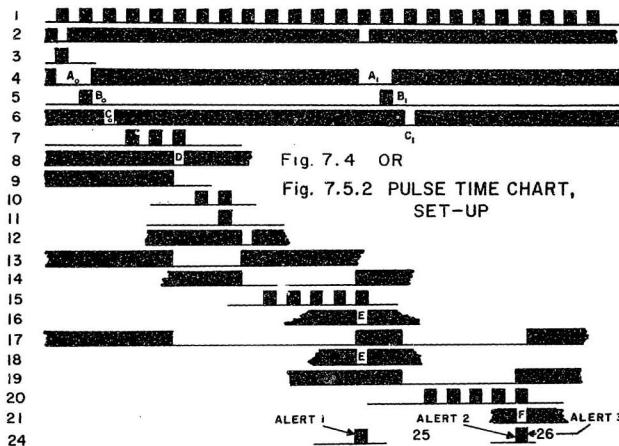 1
2
3
4 A₀ A₁
5 B₀ B₁
6 C₀
C₁
7
8 D Fig. 7.4 OR
9 Fig. 7.5.2 PULSE TIME CHART,
10 SET-UP
11
12
13
14
15
16 E
17
18 E
19
20
21 F
24 ALERT 1 25 ALERT 2 26 ALERT 3